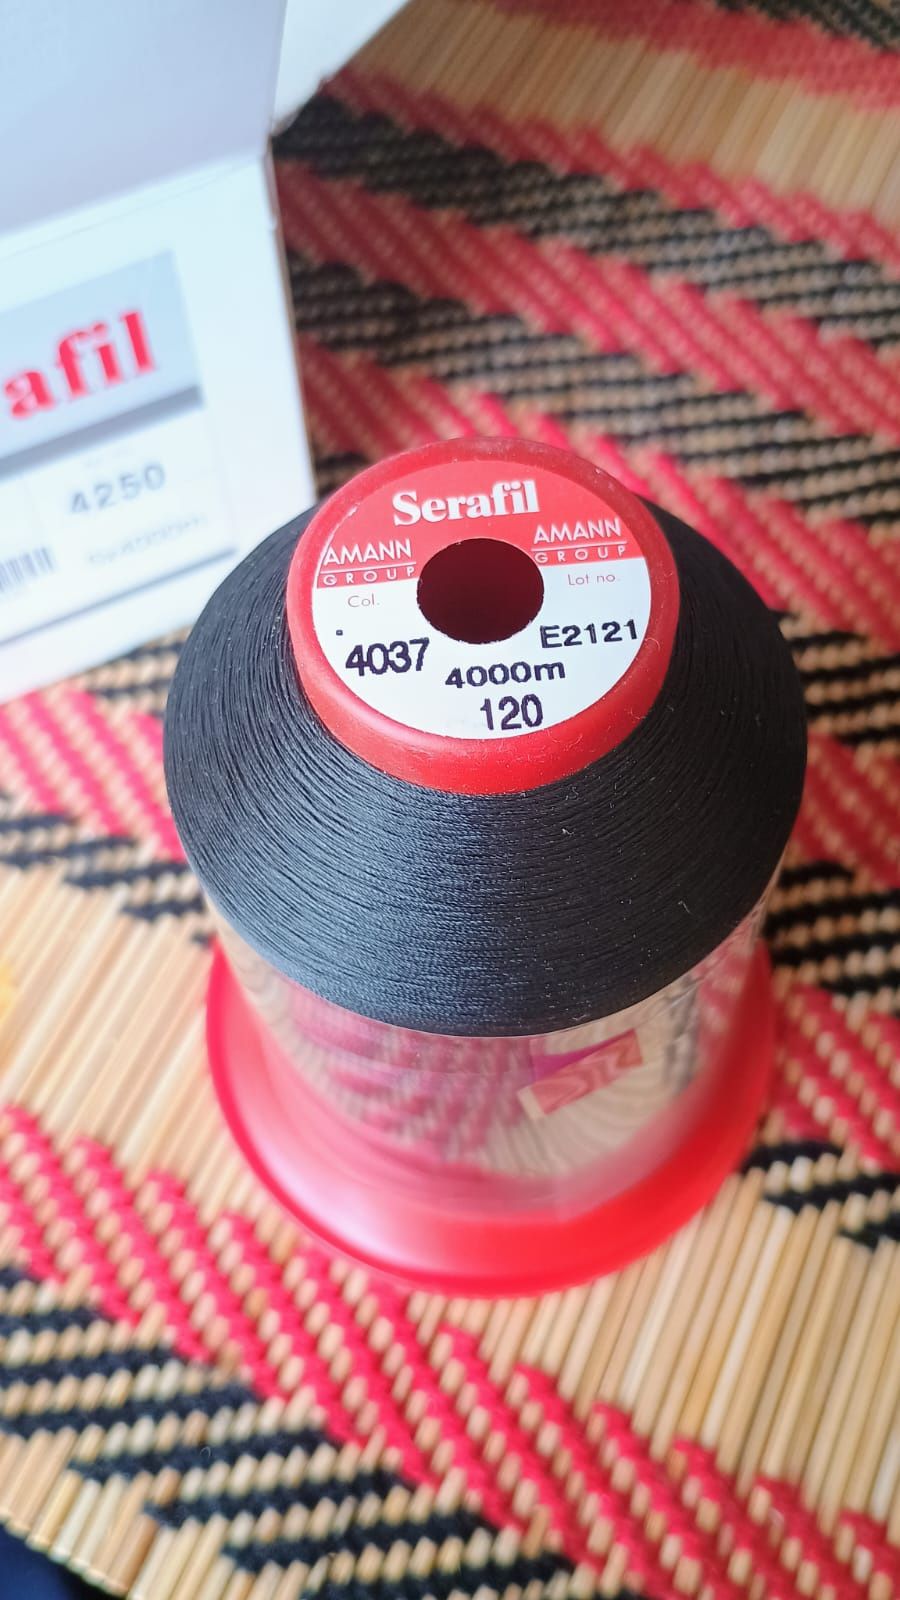 afil
4250
Serafil
AMANN
GROUP
AMANN
GROUP
Col.
Lot no.
4037
E2121
4000m
120